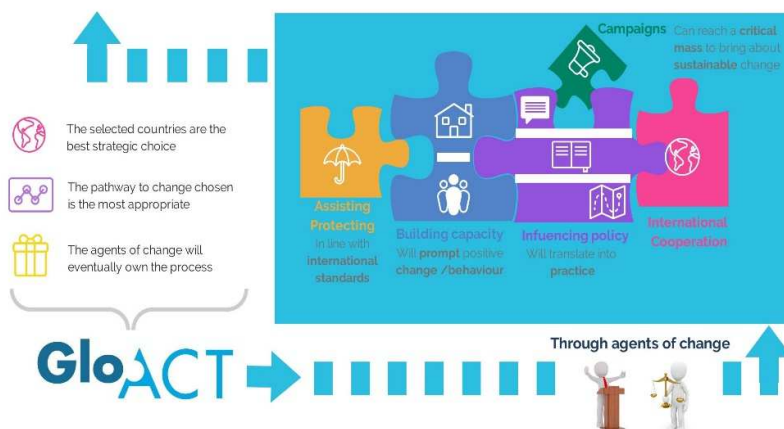 The selected countries are the
best strategic choice
The pathway to change chosen
is the most appropriate
The agents of change will
eventually own the process
GloACT
Campaigns
Can reach a critical
mass to bring about
sustainable change
Assisting
Protecting
In line with
international
standards
Building capacity
Will prompt positive
change /behaviour
Influencing policy
Will translate into
practice
International
Cooperation
Through agents of change